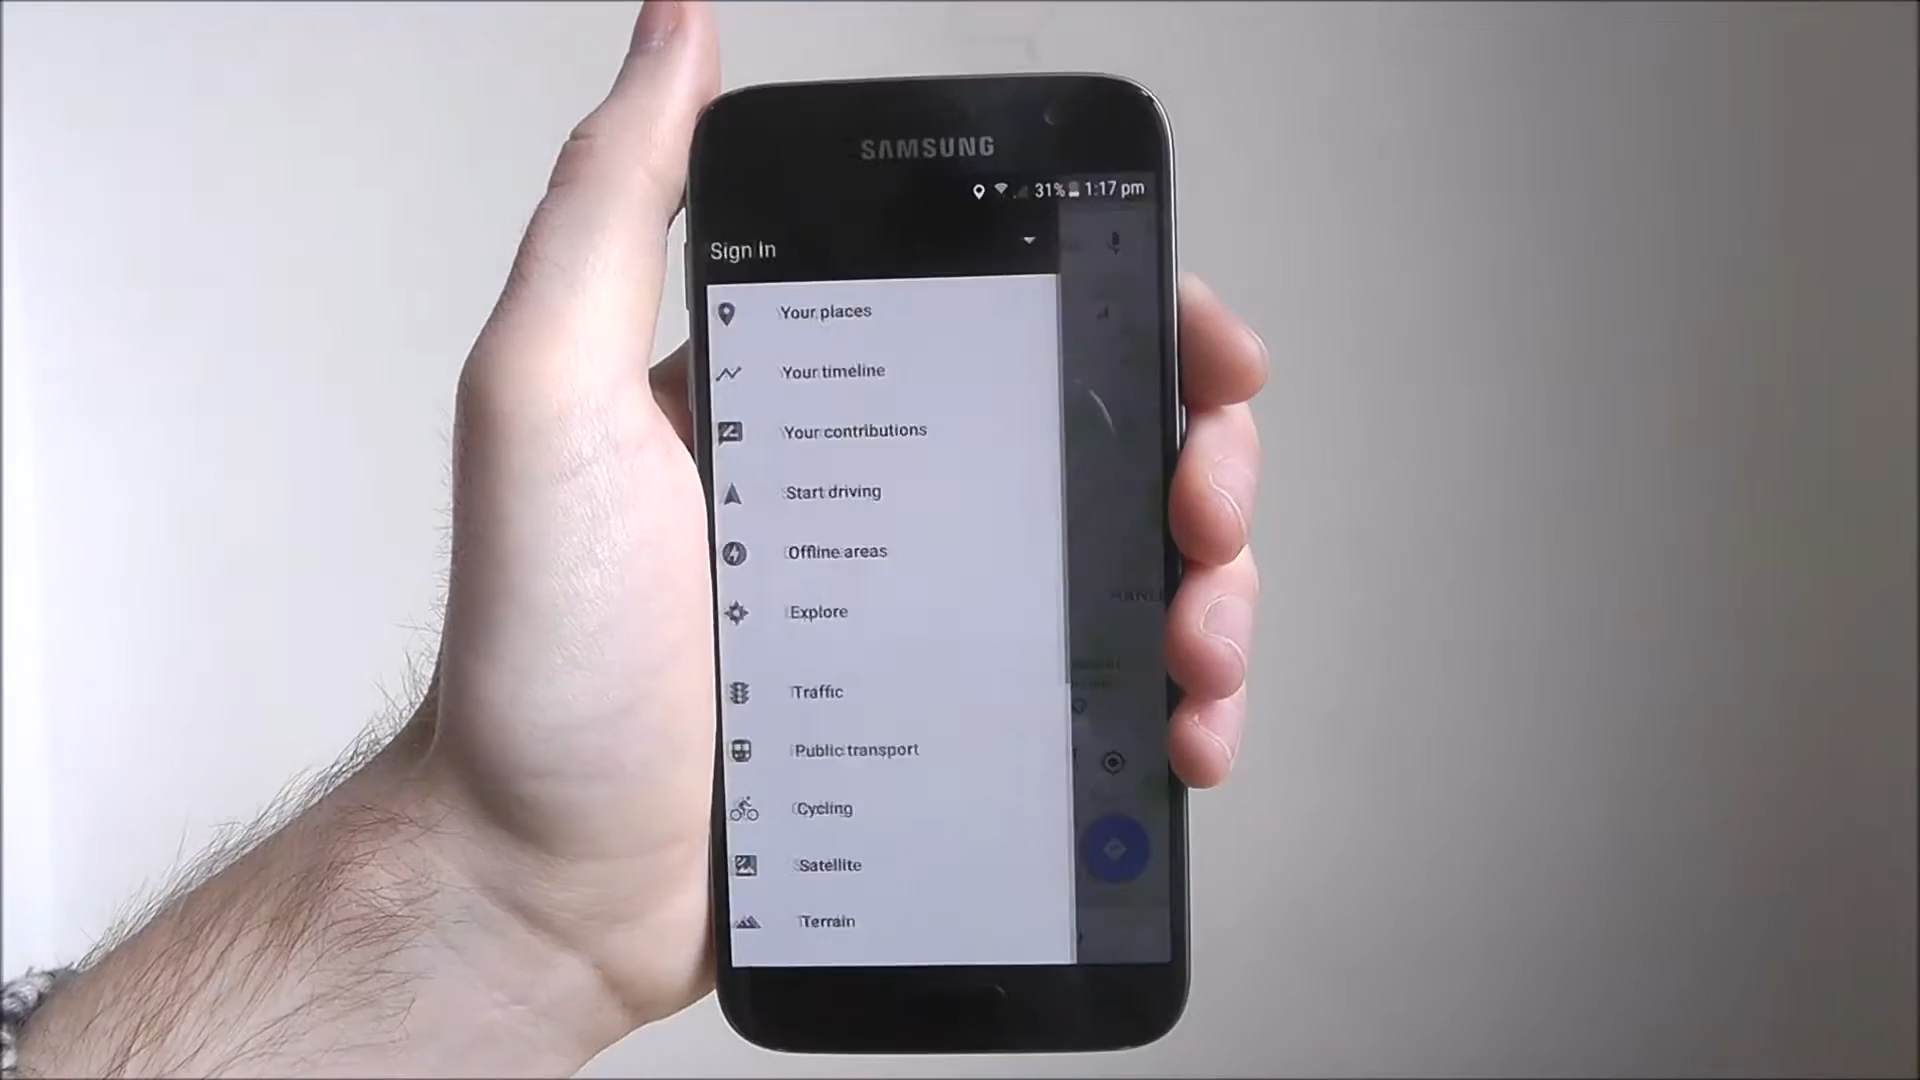 SAMSUNG
31% 1:17 pm
Sign In
Your places
Your timeline
Your contributions
Start driving
Offline areas
Explore
Traffic
Public transport
Cycling
Satellite
Terrain